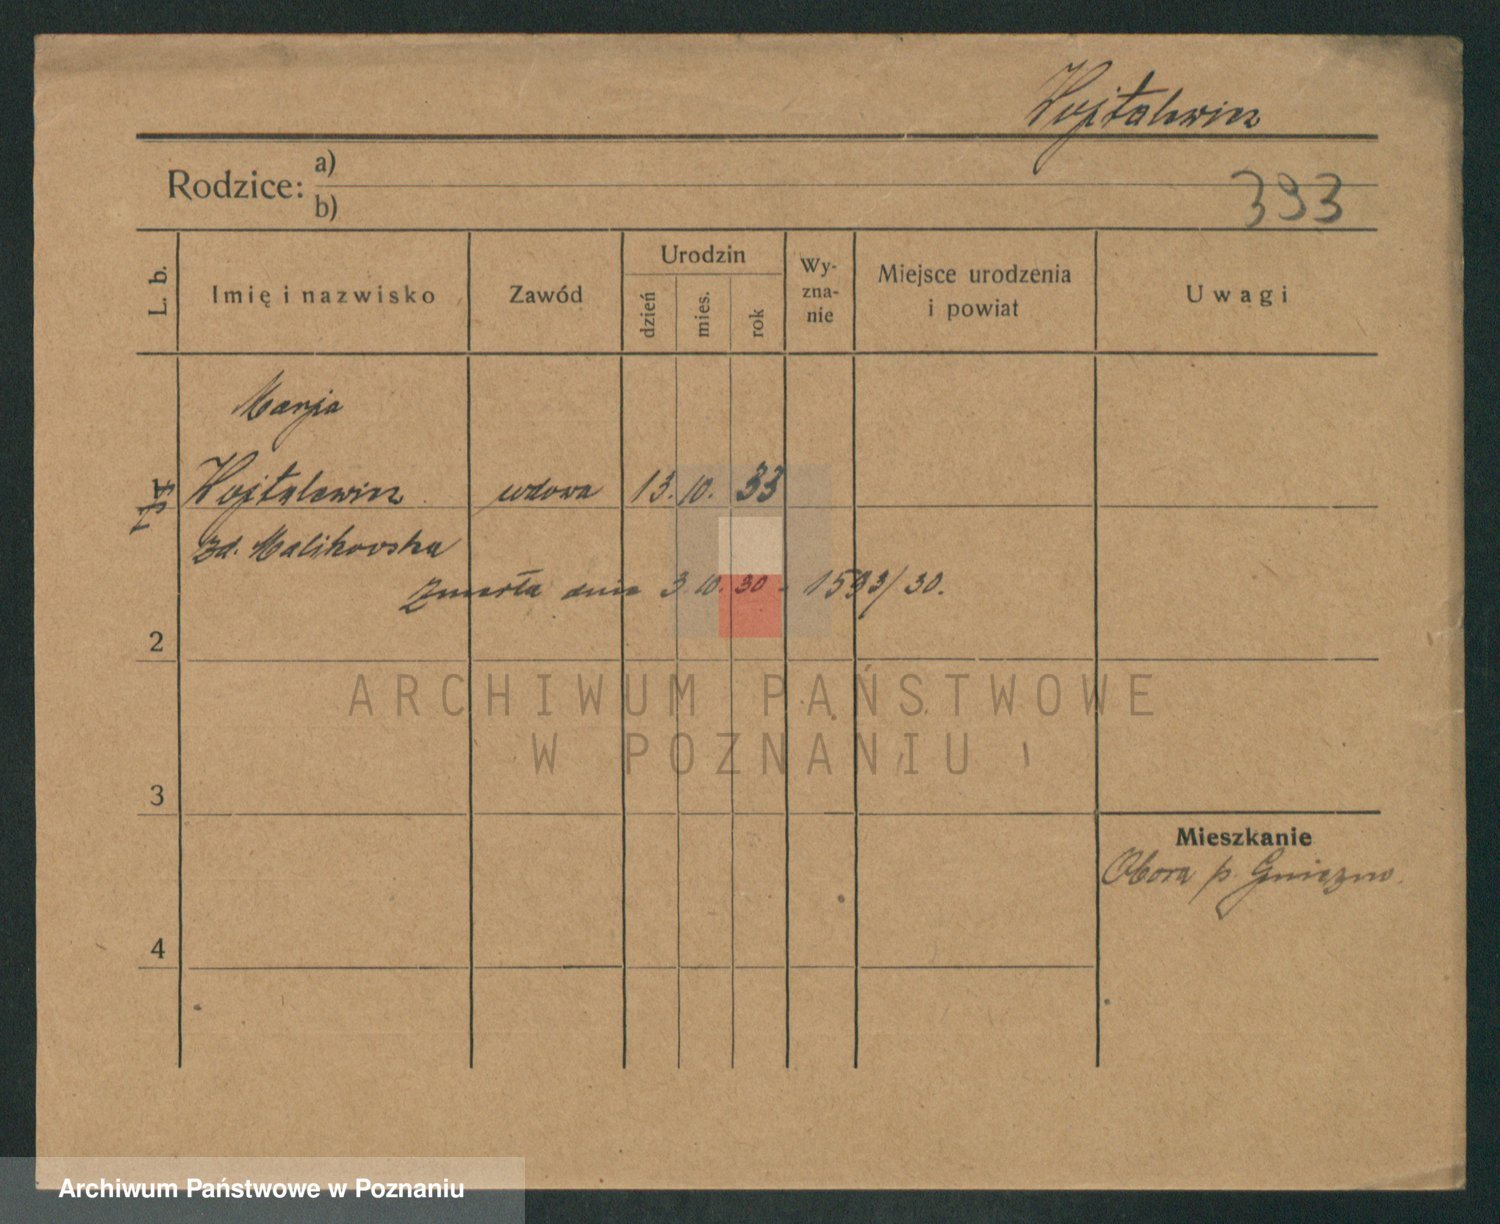 Wojtalewicz
Rodzice: a)
b)
393
L. b.
Imię i nazwisko
Zawód
Urodzin
dzień
mies.
rok
Wy-
zna-
nie
Miejsce urodzenia
i powiat
Uwagi
Marja
Wojtalewicz wdowa 13. 10. 33
zd. Malikowska
Zmarła dnia 3.10.30 - 1593/30.
2
ARCHIWUM PAŃSTWOWE
W POZNANIU
3
Mieszkanie
Obora p. Gniezno.
4
Archiwum Państwowe w Poznaniu